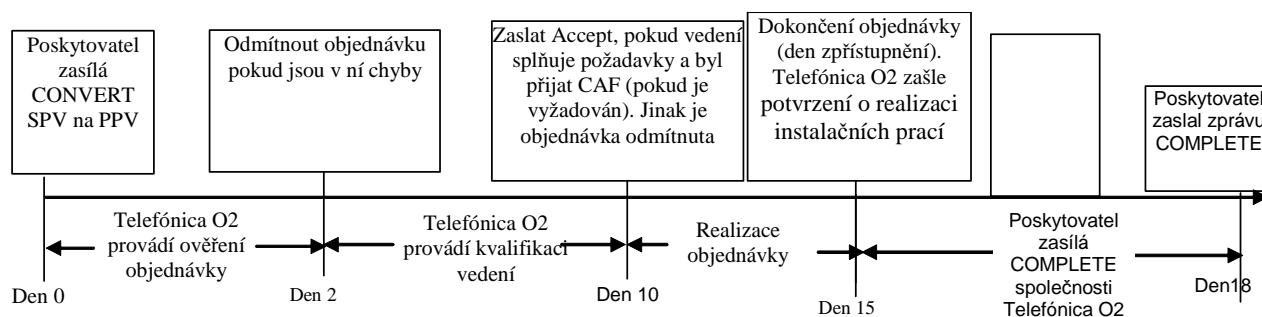 Poskytovatel
zasílá
CONVERT
SPV na PPV
Odmítnout objednávku
pokud jsou v ní chyby
Zaslat Accept, pokud vedení
splňuje požadavky a byl
přijat CAF (pokud je
vyžadován). Jinak je
objednávka odmítnuta
Dokončení objednávky
(den zpřístupnění).
Telefónica O2 zašle
potvrzení o realizaci
instalačních prací
Poskytovatel
zaslal zprávu
COMPLETE
Telefónica O2
provádí ověření
objednávky
Telefónica O2
provádí kvalifikaci
vedení
Realizace
objednávky
Poskytovatel
zasílá
COMPLETE
společnosti
Telefónica O2
Den 0
Den 2
Den 10
Den 15
Den18